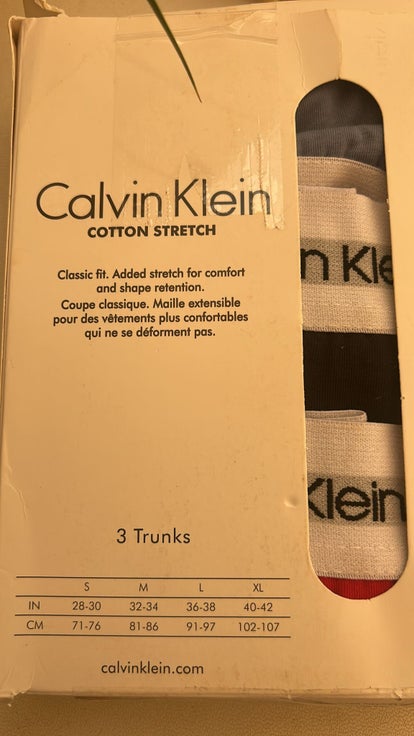 Calvin Klein
COTTON STRETCH
Classic fit. Added stretch for comfort
and shape retention.
Coupe classique. Maille extensible
pour des vêtements plus confortables
qui ne se déforment pas.
n Kle
Klein
3 Trunks
S M L XL
IN 28-30 32-34 36-38 40-42
CM 71-76 81-86 91-97 102-107
calvinklein.com